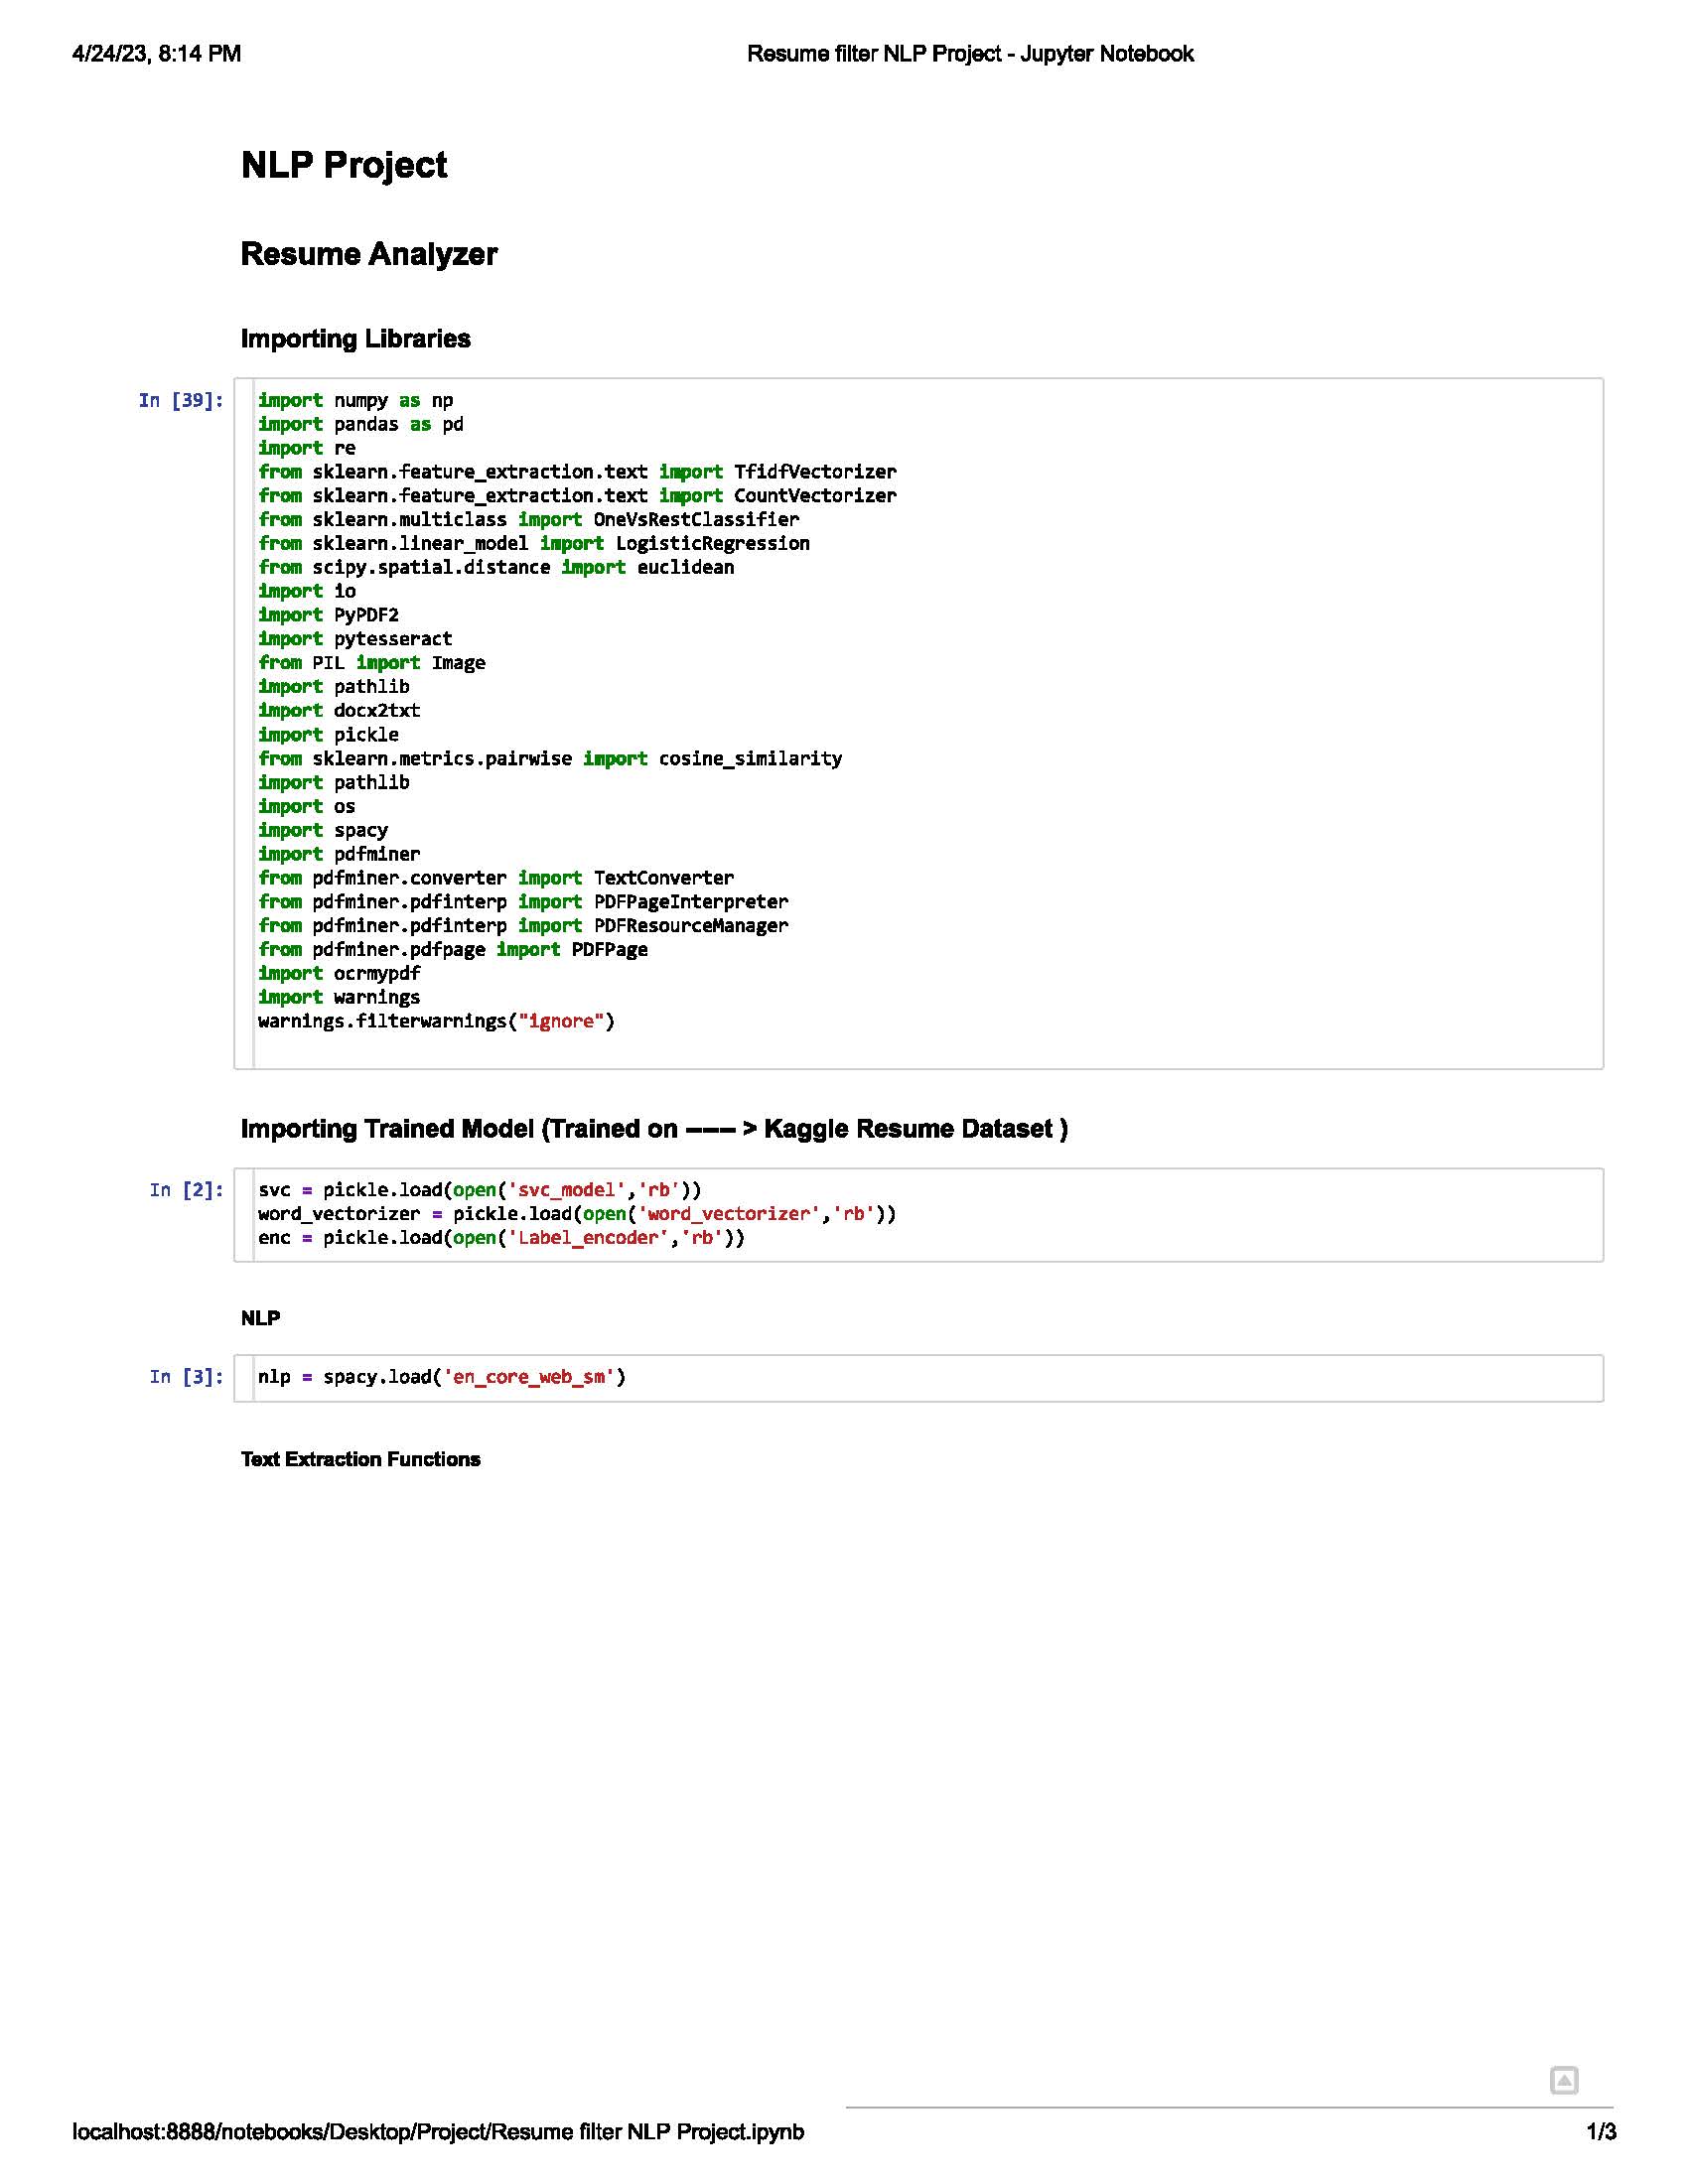 4/24/23, 8:14 PM
Resume filter NLP Project - Jupyter Notebook
NLP Project
Resume Analyzer
Importing Libraries
In [39]:
import numpy as np
import pandas as pd
import re
from sklearn.feature_extraction.text import TfidfVectorizer
from sklearn.feature_extraction.text import CountVectorizer
from sklearn.multiclass import OneVsRestClassifier
from sklearn.linear_model import LogisticRegression
from scipy.spatial.distance import euclidean
import io
import PyPDF2
import pytesseract
from PIL import Image
import pathlib
import docx2txt
import pickle
from sklearn.metrics.pairwise import cosine_similarity
import pathlib
import os
import spacy
import pdfminer
from pdfminer.converter import TextConverter
from pdfminer.pdfinterp import PDFPageInterpreter
from pdfminer.pdfinterp import PDFResourceManager
from pdfminer.pdfpage import PDFPage
import ocrmypdf
import warnings
warnings.filterwarnings("ignore")
Importing Trained Model (Trained on ––– > Kaggle Resume Dataset )
In [2]:
svc = pickle.load(open('svc_model','rb'))
word_vectorizer = pickle.load(open('word_vectorizer','rb'))
enc = pickle.load(open('Label_encoder','rb'))
NLP
In [3]:
nlp = spacy.load('en_core_web_sm')
Text Extraction Functions
localhost:8888/notebooks/Desktop/Project/Resume filter NLP Project.ipynb
1/3